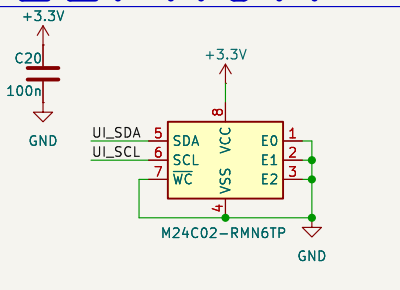 +3.3V
C20
100n
GND
+3.3V
8
VCC
UI_SDA 5 SDA E0 1
UI_SCL 6 SCL E1 2
7 WC E2 3
VSS
4
M24C02-RMN6TP
GND